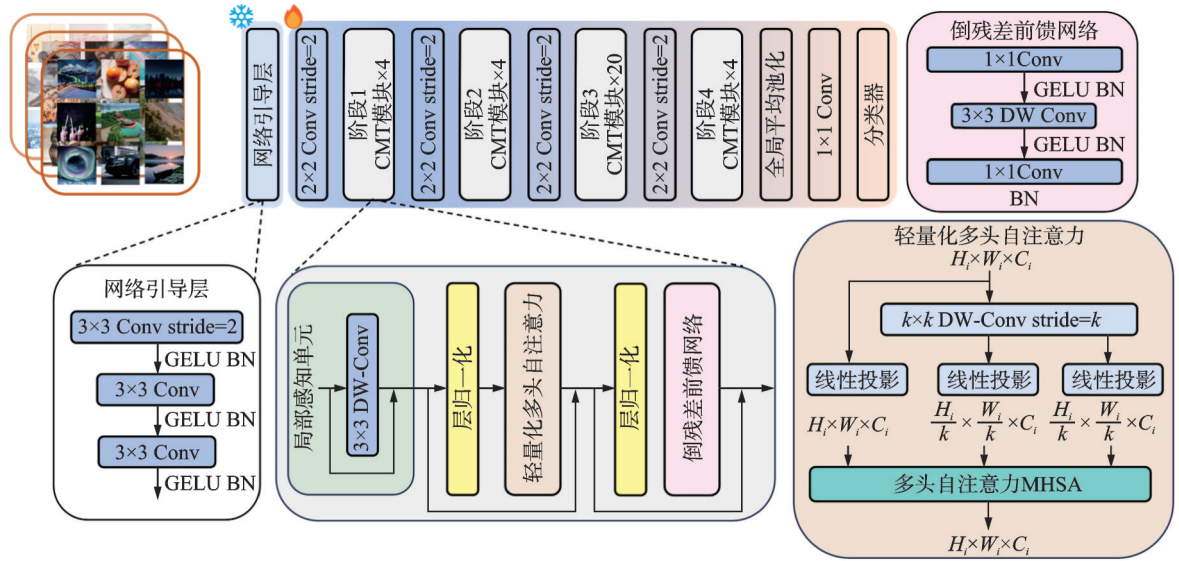 网络引导层
2×2 Conv stride=2
阶段1
CMT模块×4
2×2 Conv stride=2
阶段2
CMT模块×4
2×2 Conv stride=2
阶段3
CMT模块×20
2×2 Conv stride=2
阶段4
CMT模块×4
全局平均池化
1×1 Conv
分类器
倒残差前馈网络
1×1Conv
GELU BN
3×3 DW Conv
GELU BN
1×1Conv
BN
网络引导层
3×3 Conv stride=2
GELU BN
3×3 Conv
GELU BN
3×3 Conv
GELU BN
局部感知单元
3×3 DW-Conv
层归一化
轻量化多头自注意力
层归一化
倒残差前馈网络
轻量化多头自注意力
Hᵢ×Wᵢ×Cᵢ
k×k DW-Conv stride=k
线性投影
线性投影
线性投影
Hᵢ×Wᵢ×Cᵢ
Hᵢ/k×Wᵢ/k×Cᵢ
Hᵢ/k×Wᵢ/k×Cᵢ
多头自注意力MHSA
Hᵢ×Wᵢ×Cᵢ